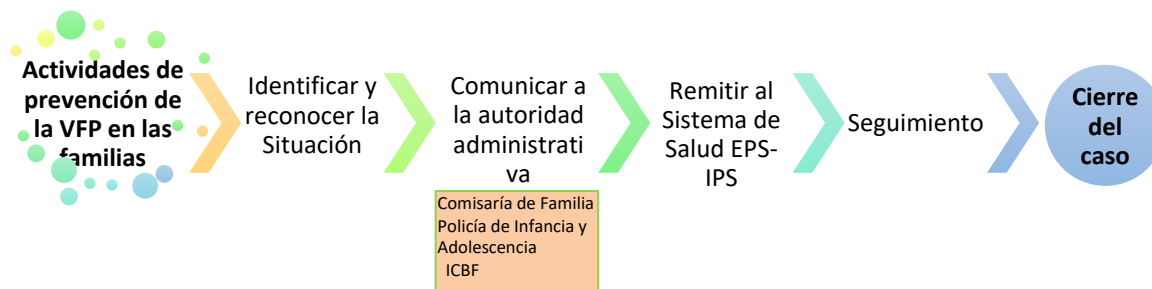 Actividades de
prevención de
la VFP en las
familias
Identificar y
reconocer la
Situación
Comunicar a
la autoridad
administrati
va
Comisaría de Familia
Policía de Infancia y
Adolescencia
ICBF
Remitir al
Sistema de
Salud EPS-
IPS
Seguimiento
Cierre
del
caso